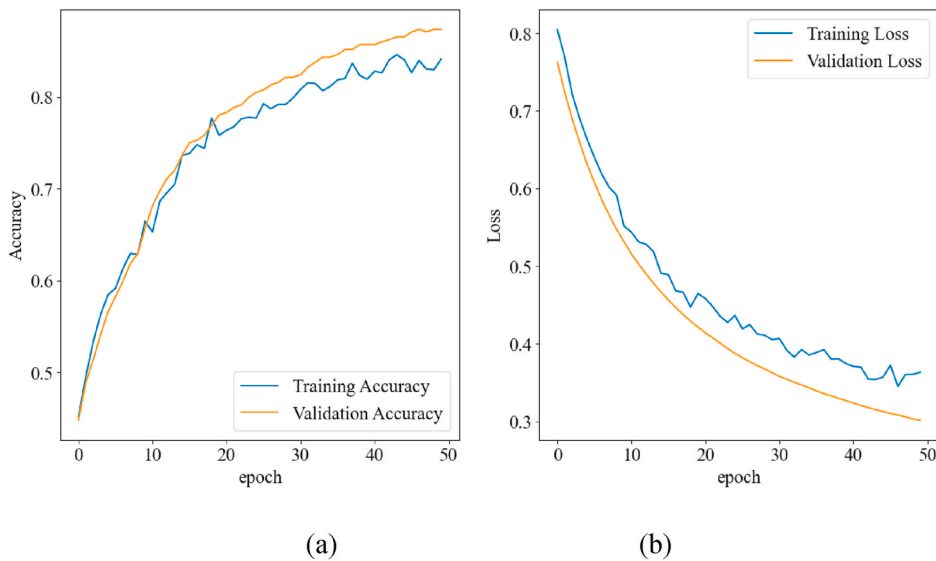 0.8
0.7
0.6
0.5
Accuracy
Training Accuracy
Validation Accuracy
0 10 20 30 40 50
epoch
(a)
0.8
0.7
0.6
0.5
0.4
0.3
Loss
Training Loss
Validation Loss
0 10 20 30 40 50
epoch
(b)